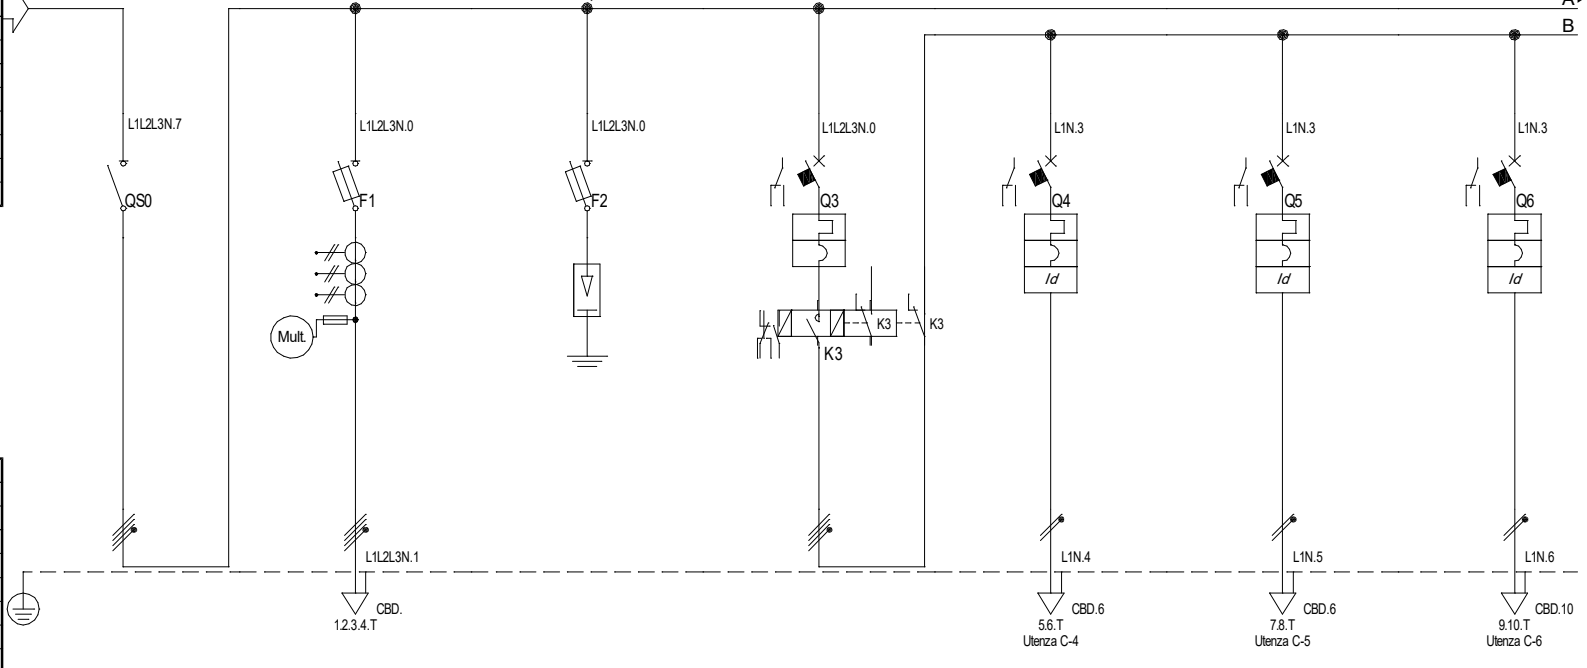 A
B
L1L2L3N.7
L1L2L3N.0
L1L2L3N.0
L1L2L3N.0
L1N.3
L1N.3
L1N.3
QS0
F1
F2
Q3
Q4
Q5
Q6
Id
Id
Id
Mult.
K3
K3
K3
L1L2L3N.1
L1N.4
L1N.5
L1N.6
CBD.
CBD.6
CBD.6
CBD.10
1.2.3.4.T
5.6.T
7.8.T
9.10.T
Utenza C-4
Utenza C-5
Utenza C-6